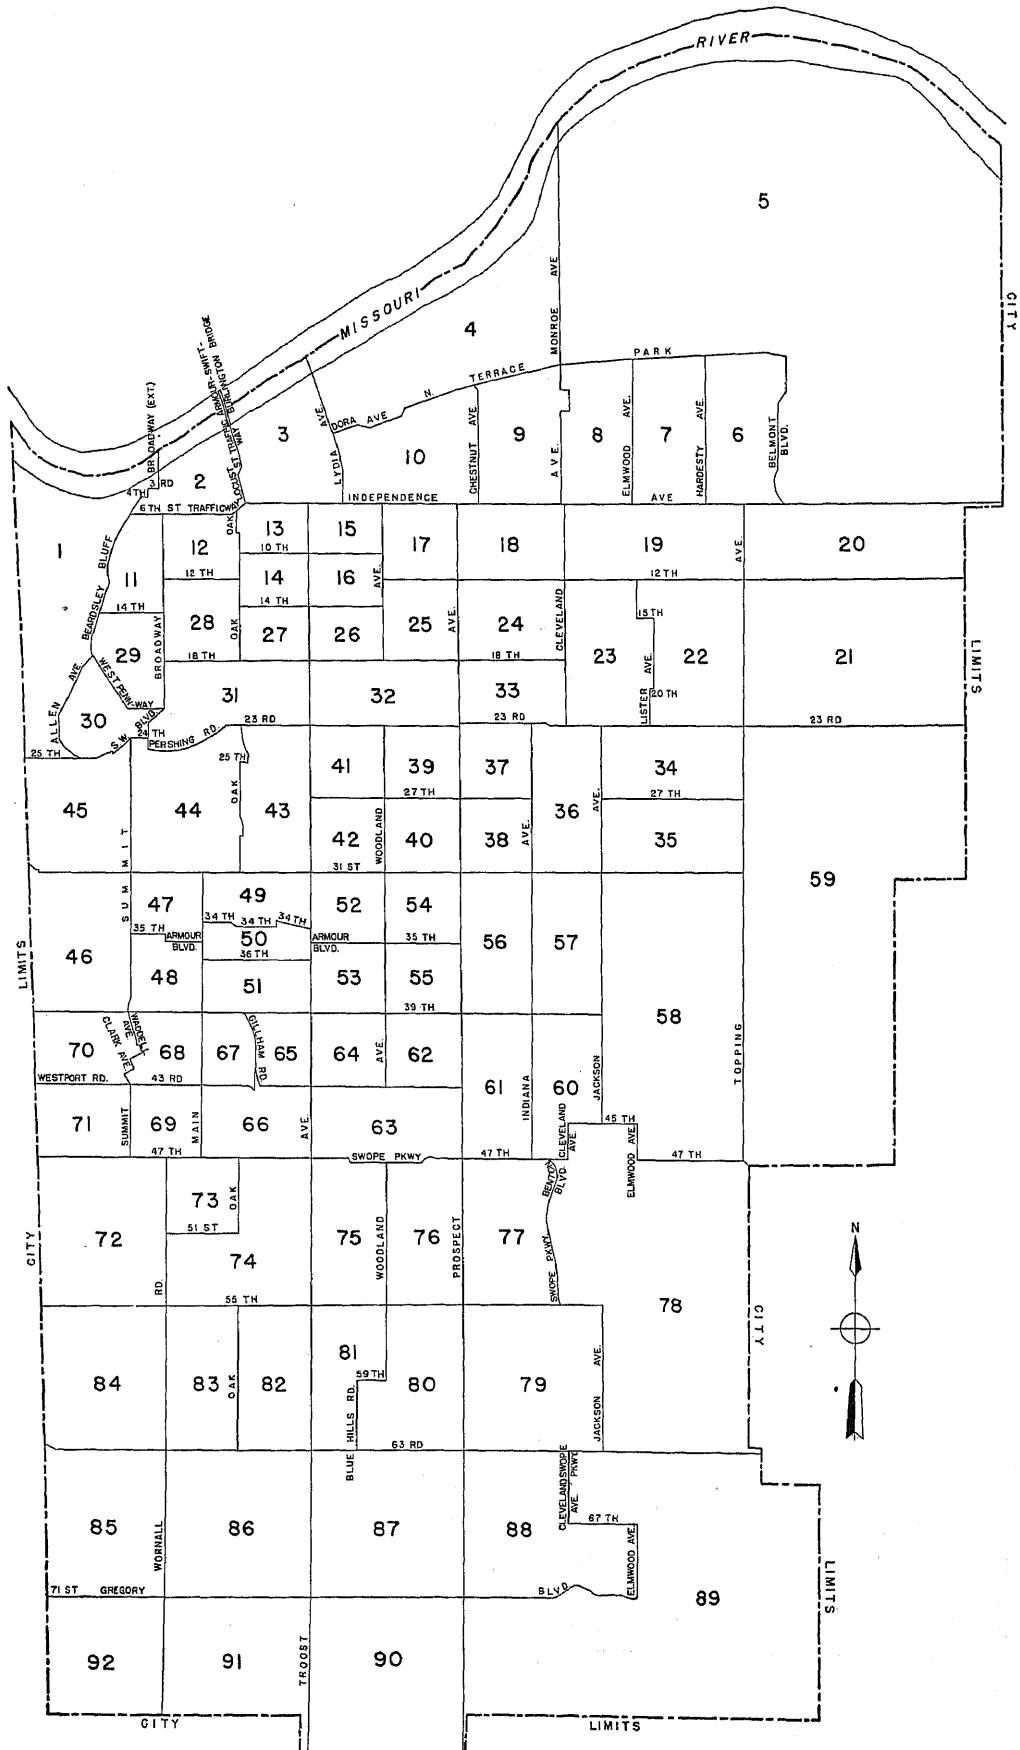 RIVER
MISSOURI
5
4
CITY
MONROE AVE
ARMOUR-SWIFT-
BURLINGTON BRIDGE
BROADWAY (EXT.)
LOCUST ST TRAFFIC WAY
N. TERRACE PARK
DORA AVE
LYDIA AVE.
3
10
CHESTNUT AVE
9
AVE.
8
ELMWOOD AVE.
7
HARDESTY AVE.
6
BELMONT
BLVD.
3 RD
4TH
2
6 TH ST TRAFFICWAY
INDEPENDENCE AVE
1
BEARDSLEY BLUFF
11
12
OAK
13
15
17
18
19
AVE
20
10 TH
12 TH
12TH
14
16
AVE.
14 TH
14 TH
28
OAK
27
26
25
AVE.
24
CLEVELAND
15TH
23
LISTER AVE.
22
21
LIMITS
29
BROADWAY
18 TH
18 TH
WEST PENN-WAY
ALLEN AVE.
30
31
32
33
20 TH
S.W. BLVD.
24 TH
PERSHING RD.
23 RD
23 RD
23 RD
25 TH
25 TH
45
44
OAK
43
41
39
37
36
AVE.
34
27 TH
27 TH
SUMMIT
42
WOODLAND
40
38
AVE.
35
31 ST
59
47
49
52
54
34 TH
34 TH
34 TH
35 TH
ARMOUR
BLVD.
50
ARMOUR
BLVD.
35 TH
36 TH
46
48
51
53
55
56
57
58
LIMITS
39 TH
TOPPING
70
CLARK AVE.
WADDELL AVE.
68
67
GILLHAM RD.
65
64
AVE.
62
61
INDIANA
60
JACKSON
WESTPORT RD.
43 RD
71
SUMMIT
69
MAIN
66
AVE.
63
CLEVELAND
AVE.
45 TH
ELMWOOD AVE
47 TH
SWOPE PKWY
47 TH
47 TH
73
OAK
BENTON
BLVD.
51 ST
72
74
75
WOODLAND
76
PROSPECT
77
SWOPE PKWY.
78
N
CITY
RD.
55 TH
CITY
81
59 TH
84
83
OAK
82
BLUE HILLS RD.
80
79
JACKSON AVE.
63 RD
85
WORNALL
86
87
88
CLEVELAND AVE.
SWOPE PKWY
67 TH
ELMWOOD AVE.
89
LIMITS
71 ST GREGORY BLVD
92
91
TROOST
90
CITY
LIMITS